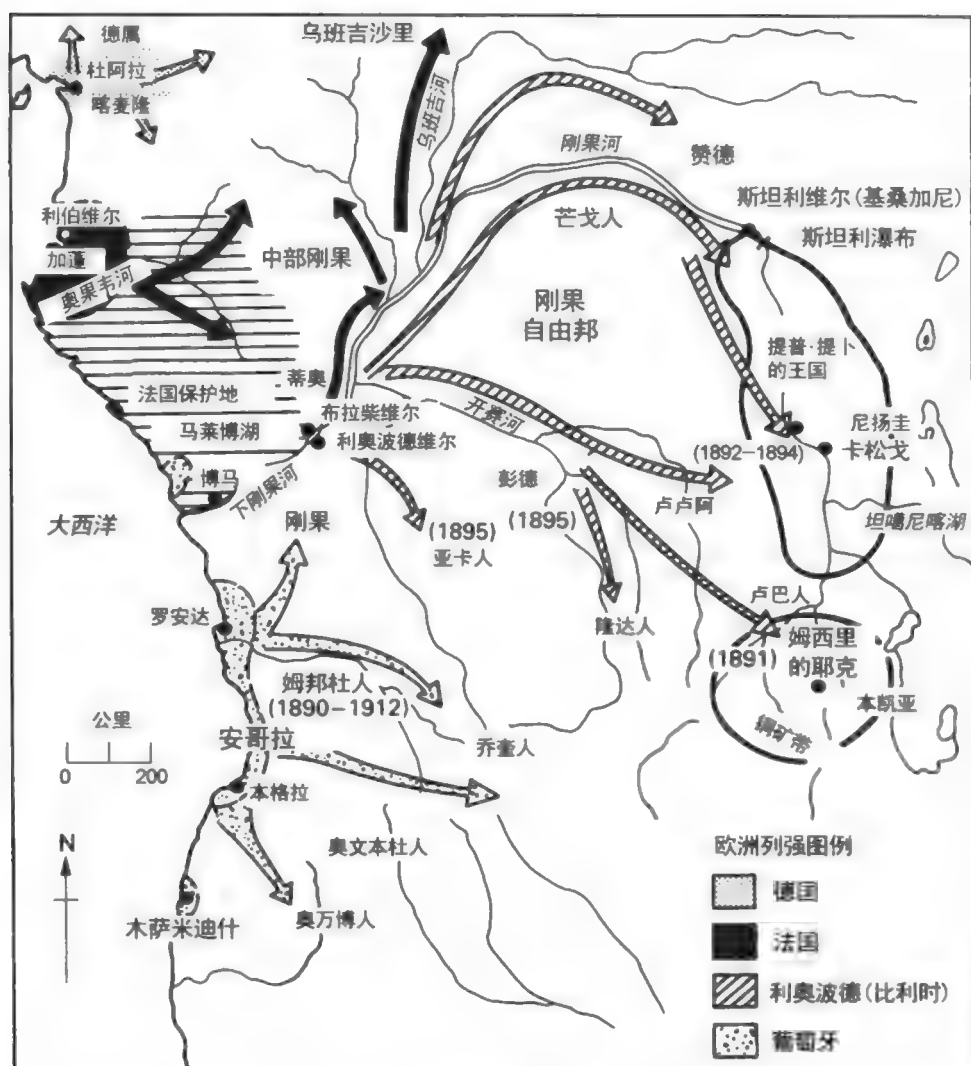 德属
杜阿拉
喀麦隆
乌班吉沙里
乌班吉河
刚果河
赞德
斯坦利维尔(基桑加尼)
斯坦利瀑布
利伯维尔
加蓬
奥果韦河
中部刚果
芒戈人
刚果
自由邦
提普·提卜
的王国
法国保护地
蒂奥
布拉柴维尔
马莱博湖
利奥波德维尔
开赛河
尼扬圭
(1892-1894)
卡松戈
博马
下刚果河
彭德
大西洋
刚果
(1895)
亚卡人
(1895)
卢卢阿
坦噶尼喀湖
罗安达
隆达人
卢巴人
姆西里
的耶克
(1891)
姆邦杜人
(1890-1912)
本凯亚
公里
0 200
安哥拉
乔奎人
铜矿带
本格拉
N
奥文本杜人
木萨米迪什
奥万博人
欧洲列强图例
德国
法国
利奥波德(比利时)
葡萄牙